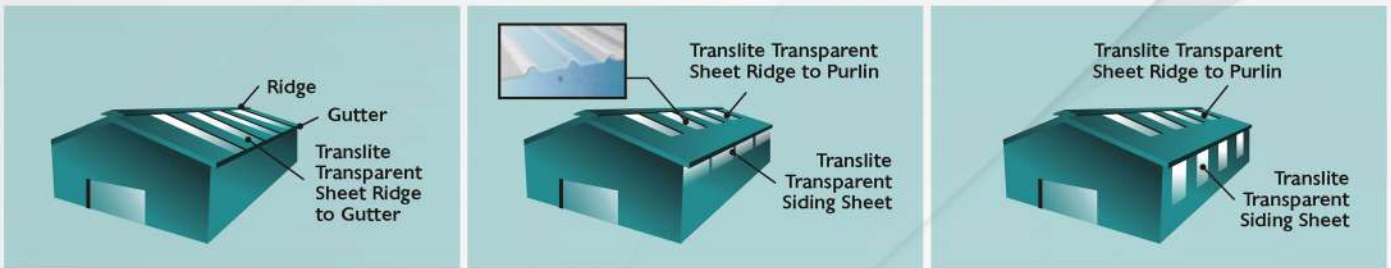 Ridge
Gutter
Translite
Transparent
Sheet Ridge
to Gutter
Translite Transparent
Sheet Ridge to Purlin
Translite
Transparent
Siding Sheet
Translite Transparent
Sheet Ridge to Purlin
Translite
Transparent
Siding Sheet